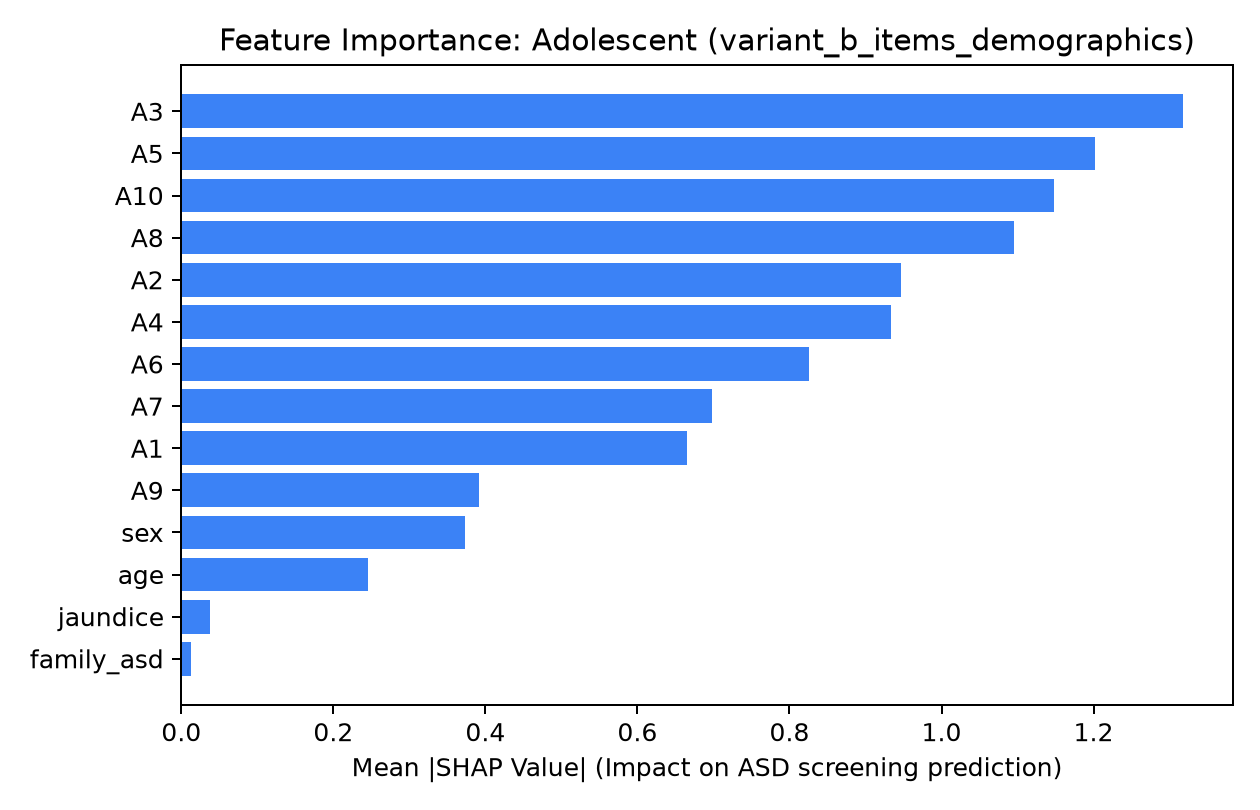 Feature Importance: Adolescent (variant_b_items_demographics)
A3
A5
A10
A8
A2
A4
A6
A7
A1
A9
sex
age
jaundice
family_asd
0.0 0.2 0.4 0.6 0.8 1.0 1.2
Mean |SHAP Value| (Impact on ASD screening prediction)